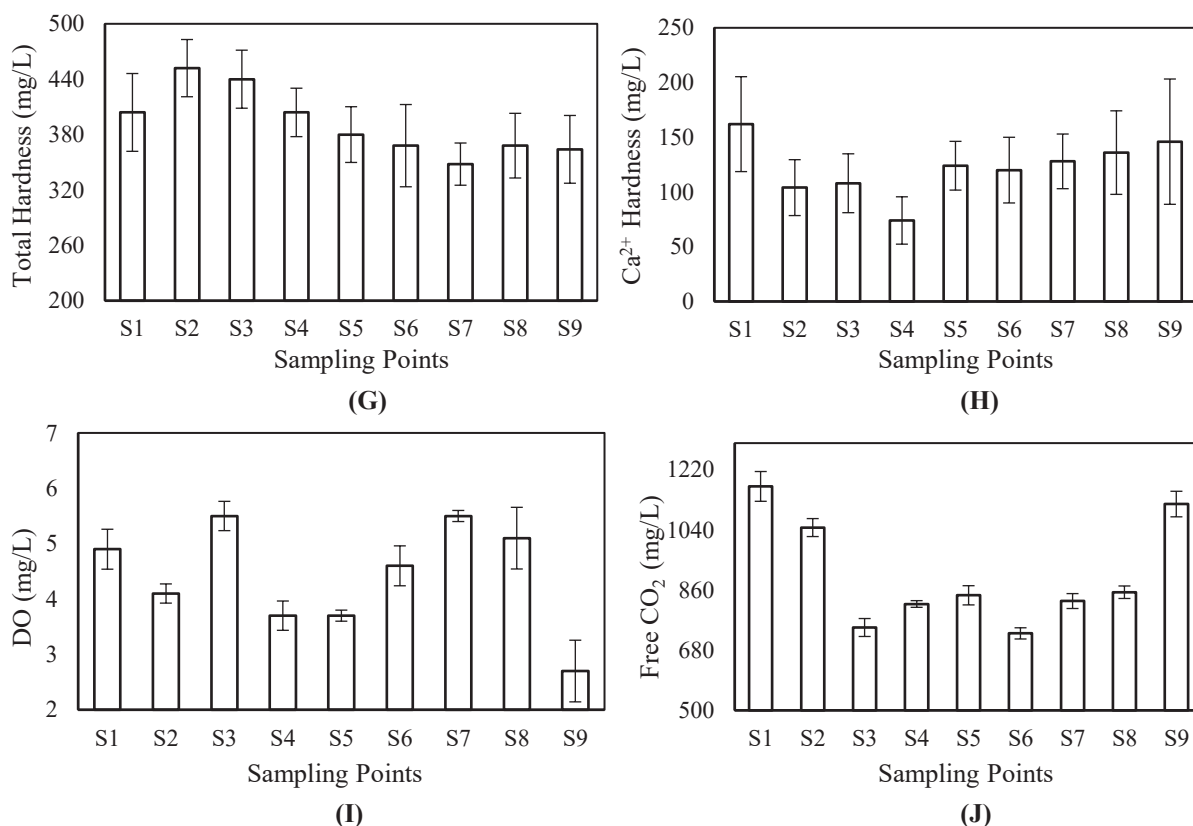 Total Hardness (mg/L)
500
440
380
320
260
200
S1 S2 S3 S4 S5 S6 S7 S8 S9
Sampling Points
(G)
Ca²⁺ Hardness (mg/L)
250
200
150
100
50
0
S1 S2 S3 S4 S5 S6 S7 S8 S9
Sampling Points
(H)
DO (mg/L)
7
6
5
4
3
2
S1 S2 S3 S4 S5 S6 S7 S8 S9
Sampling Points
(I)
Free CO₂ (mg/L)
1220
1040
860
680
500
S1 S2 S3 S4 S5 S6 S7 S8 S9
Sampling Points
(J)